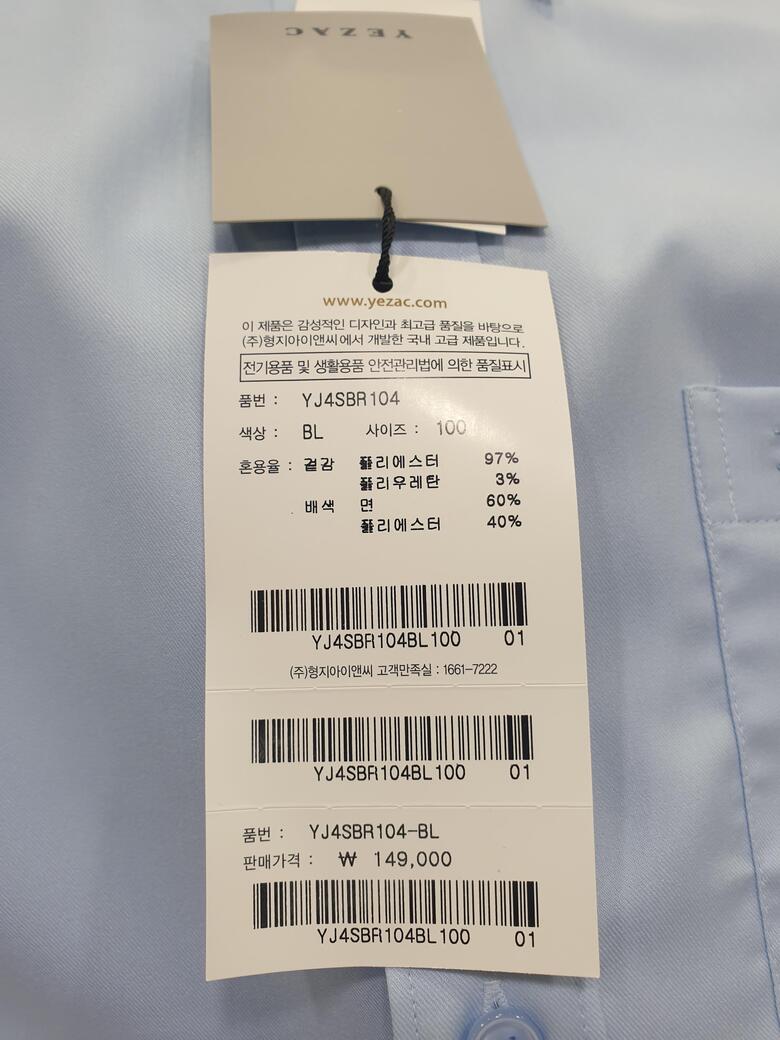 YEZAC
www.yezac.com
이 제품은 감성적인 디자인과 최고급 품질을 바탕으로
(주)형지아이앤씨에서 개발한 국내 고급 제품입니다.
전기용품 및 생활용품 안전관리법에 의한 품질표시
품번 : YJ4SBR104
색상 : BL 사이즈 : 100
혼용율 : 겉감 폴리에스터 97%
폴리우레탄 3%
배색 면 60%
폴리에스터 40%
YJ4SBR104BL100 01
(주)형지아이앤씨 고객만족실 : 1661-7222
YJ4SBR104BL100 01
품번 : YJ4SBR104-BL
판매가격 : ₩ 149,000
YJ4SBR104BL100 01